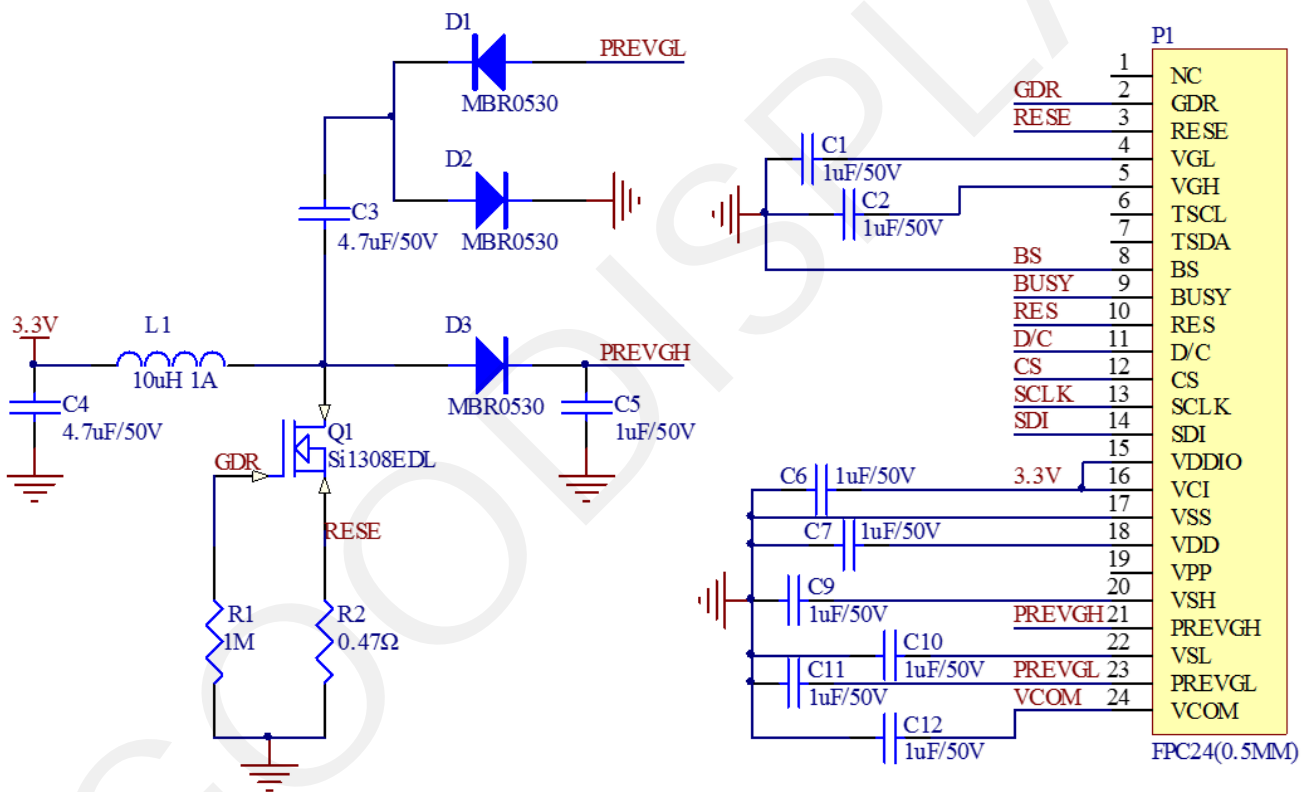 D1
PREVGL
MBR0530
D2
MBR0530
C3
4.7uF/50V
3.3V
L1
10uH 1A
C4
4.7uF/50V
D3
PREVGH
MBR0530
C5
1uF/50V
Q1
Si1308EDL
GDR
RESE
R1
1M
R2
0.47Ω
P1
1 NC
GDR 2 GDR
RESE 3 RESE
C1
1uF/50V
4 VGL
C2
1uF/50V
5 VGH
6 TSCL
7 TSDA
BS 8 BS
BUSY 9 BUSY
RES 10 RES
D/C 11 D/C
CS 12 CS
SCLK 13 SCLK
SDI 14 SDI
15 VDDIO
C6 1uF/50V 3.3V 16 VCI
17 VSS
C7 1uF/50V 18 VDD
19 VPP
C9
1uF/50V
20 VSH
PREVGH 21 PREVGH
C10
1uF/50V
22 VSL
C11
1uF/50V
PREVGL 23 PREVGL
VCOM 24 VCOM
C12
1uF/50V
FPC24(0.5MM)
GOODISPLA